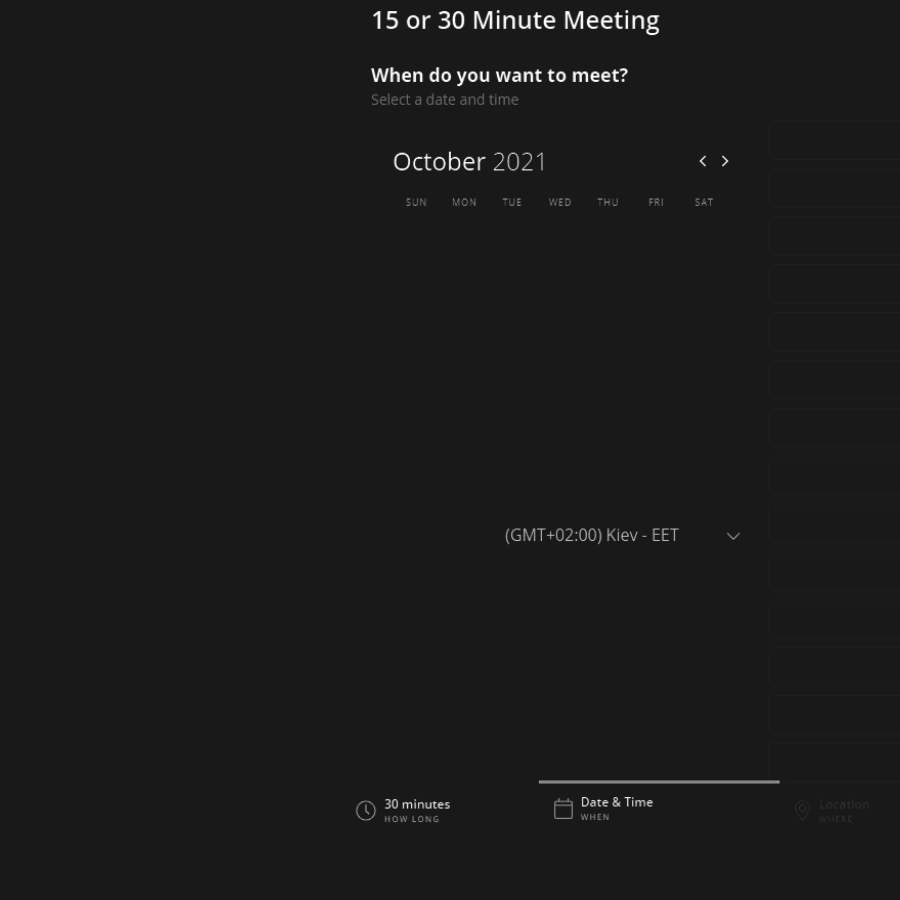 15 or 30 Minute Meeting
When do you want to meet?
Select a date and time
October 2021
SUN MON TUE WED THU FRI SAT
(GMT+02:00) Kiev - EET
30 minutes
HOW LONG
Date & Time
WHEN
Location
WHERE